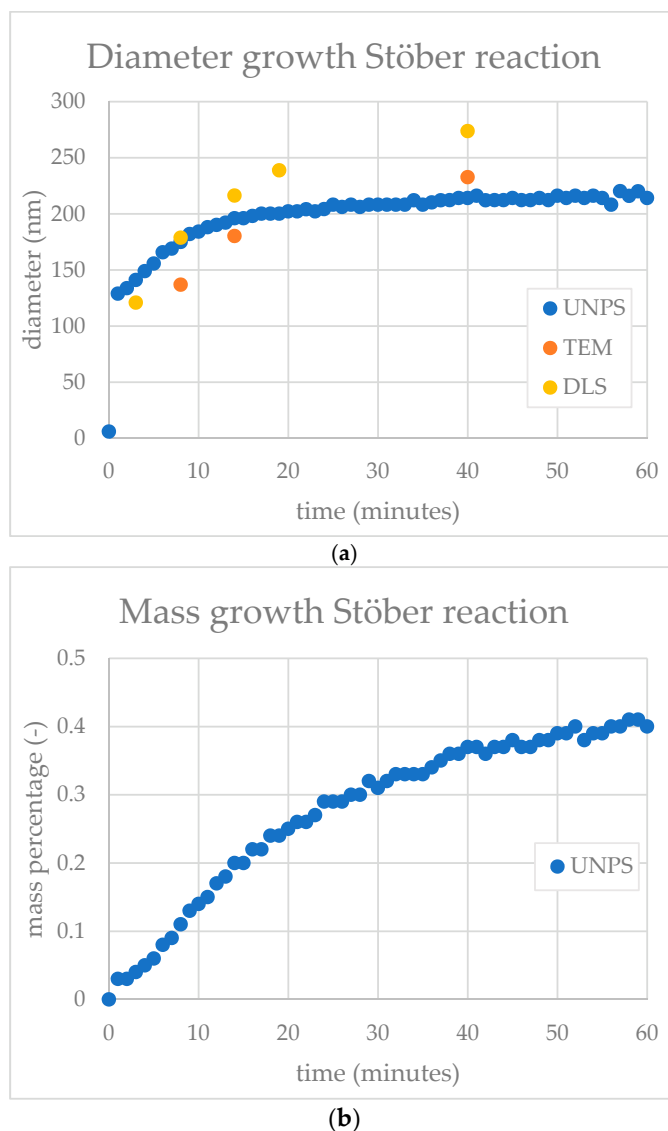 Diameter growth Stöber reaction
300
250
200
150
100
50
0
diameter (nm)
UNPS
TEM
DLS
0 10 20 30 40 50 60
time (minutes)
(a)
Mass growth Stöber reaction
0.5
0.4
0.3
0.2
0.1
0
mass percentage (-)
UNPS
0 10 20 30 40 50 60
time (minutes)
(b)